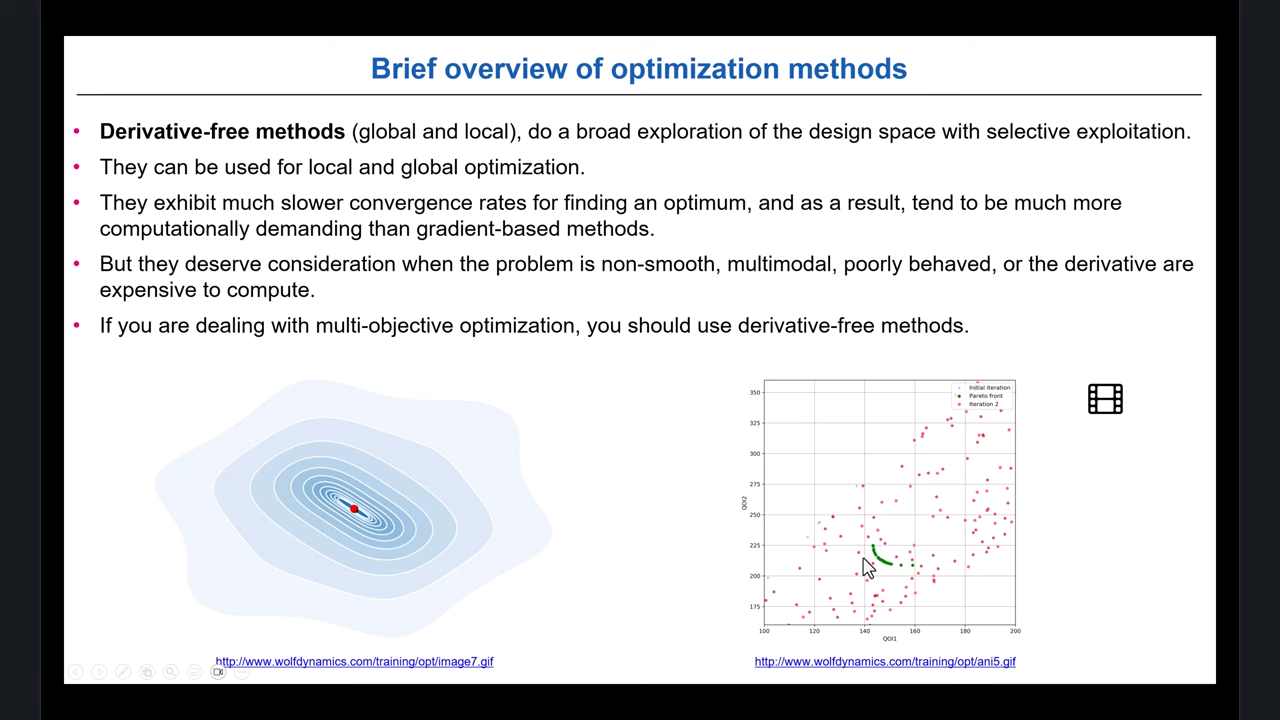 Brief overview of optimization methods
• Derivative-free methods (global and local), do a broad exploration of the design space with selective exploitation.
• They can be used for local and global optimization.
• They exhibit much slower convergence rates for finding an optimum, and as a result, tend to be much more
computationally demanding than gradient-based methods.
• But they deserve consideration when the problem is non-smooth, multimodal, poorly behaved, or the derivative are
expensive to compute.
• If you are dealing with multi-objective optimization, you should use derivative-free methods.
Initial iteration
Pareto front
Iteration 2
350
325
300
275
250
225
200
175
QOI2
100 120 140 160 180 200
QOI1
http://www.wolfdynamics.com/training/opt/image7.gif
http://www.wolfdynamics.com/training/opt/ani5.gif